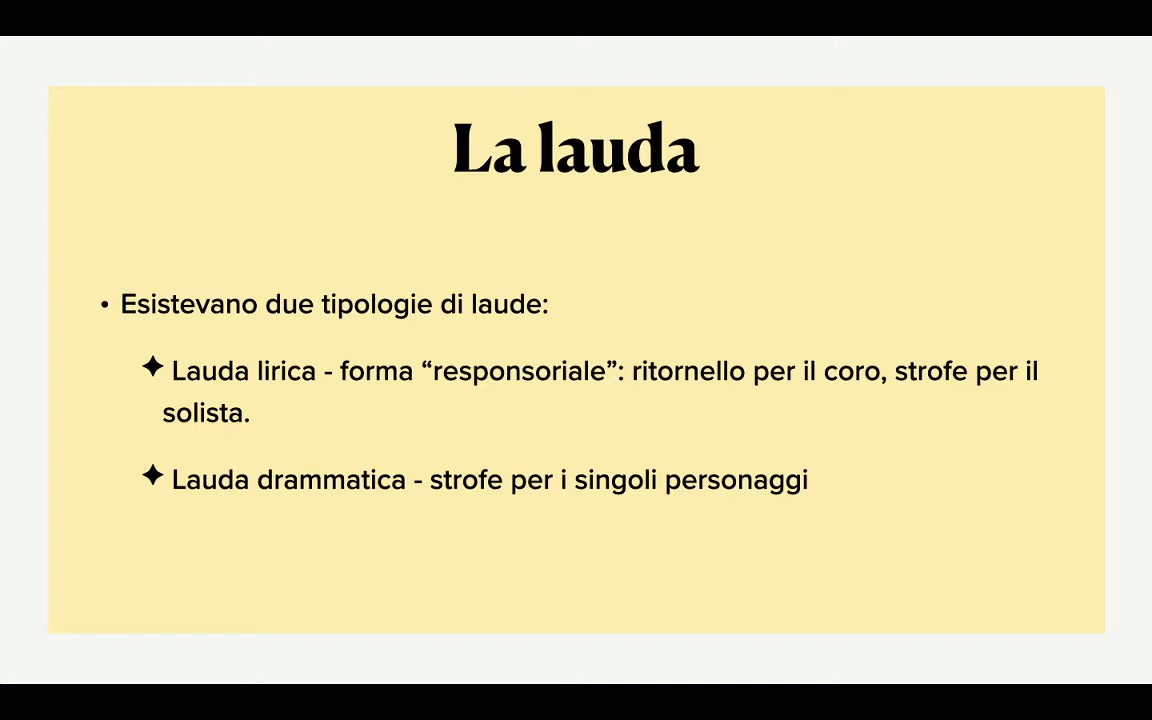 La lauda
• Esistevano due tipologie di laude:
✦ Lauda lirica - forma “responsoriale”: ritornello per il coro, strofe per il
solista.
✦ Lauda drammatica - strofe per i singoli personaggi